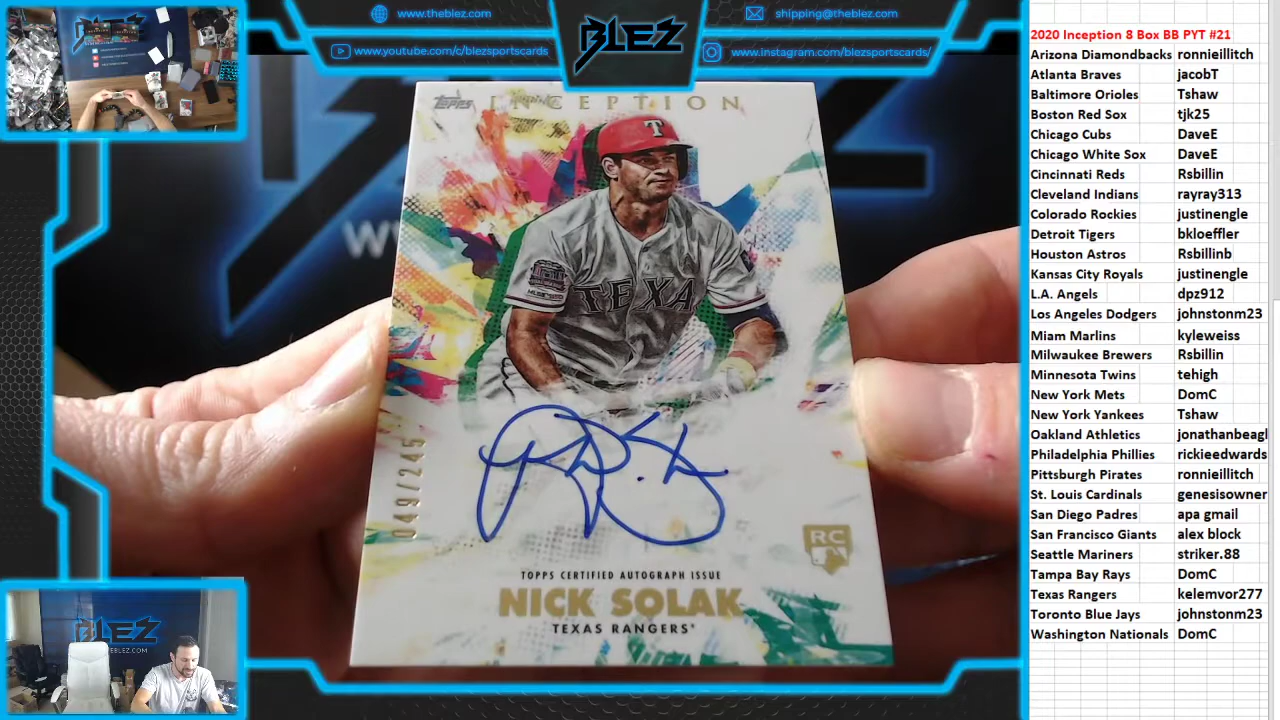 www.theblez.com
www.youtube.com/c/blezsportscards
BLEZ
shipping@theblez.com
www.instagram.com/blezsportscards/
TOPPS INCEPTION
T
TEXA
049/245
RC
TOPPS CERTIFIED AUTOGRAPH ISSUE
NICK SOLAK
TEXAS RANGERS'
BLEZ
2020 Inception 8 Box BB PYT #21
Arizona Diamondbacks ronnieillitch
Atlanta Braves jacobT
Baltimore Orioles Tshaw
Boston Red Sox tjk25
Chicago Cubs DaveE
Chicago White Sox DaveE
Cincinnati Reds Rsbillin
Cleveland Indians rayray313
Colorado Rockies justinengle
Detroit Tigers bkloeffler
Houston Astros Rsbillinb
Kansas City Royals justinengle
L.A. Angels dpz912
Los Angeles Dodgers johnstonm23
Miam Marlins kyleweiss
Milwaukee Brewers Rsbillin
Minnesota Twins tehigh
New York Mets DomC
New York Yankees Tshaw
Oakland Athletics jonathanbeagl
Philadelphia Phillies rickieedwards
Pittsburgh Pirates ronnieillitch
St. Louis Cardinals genesisowner
San Diego Padres apa gmail
San Francisco Giants alex block
Seattle Mariners striker.88
Tampa Bay Rays DomC
Texas Rangers kelemvor277
Toronto Blue Jays johnstonm23
Washington Nationals DomC